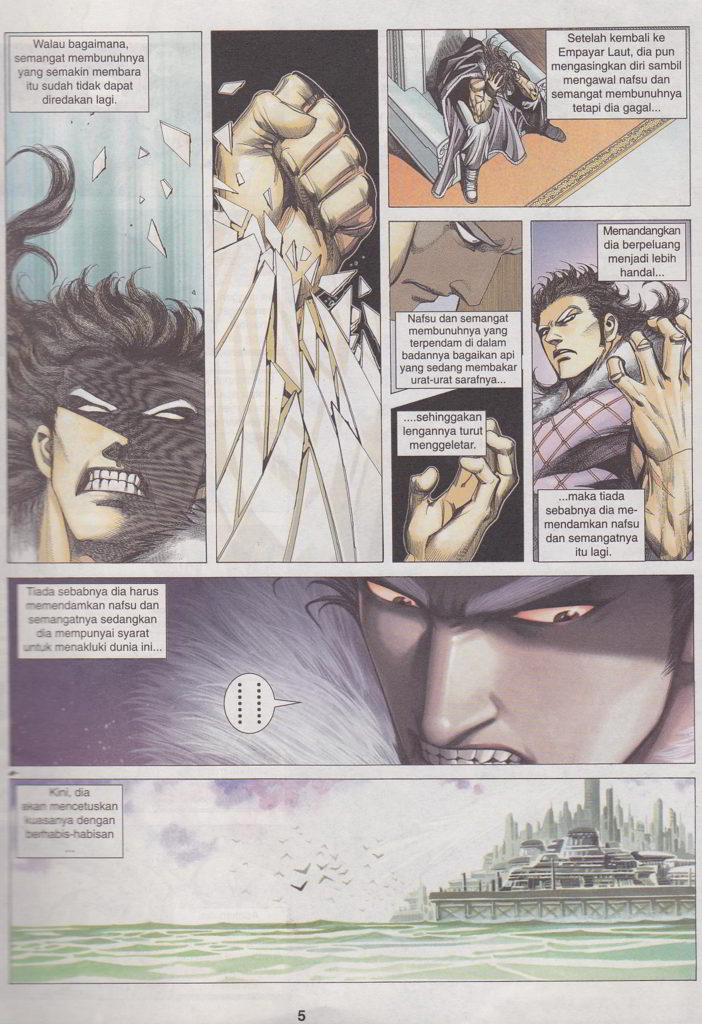 Walau bagaimana,
semangat membunuhnya
yang semakin membara
itu sudah tidak dapat
diredakan lagi.
Setelah kembali ke
Empayar Laut, dia pun
mengasingkan diri sambil
mengawal nafsu dan
semangat membunuhnya
tetapi dia gagal...
Nafsu dan semangat
membunuhnya yang
terpendam di dalam
badannya bagaikan api
yang sedang membakar
urat-urat sarafnya...
....sehinggakan
lengannya turut
menggeletar.
Memandangkan
dia berpeluang
menjadi lebih
handal...
...maka tiada
sebabnya dia me-
mendamkan nafsu
dan semangatnya
itu lagi.
Tiada sebabnya dia harus
memendamkan nafsu dan
semangatnya sedangkan
dia mempunyai syarat
untuk menakluki dunia ini...
Kini, dia
akan mencetuskan
kuasanya dengan
berhabis-habisan
...
5